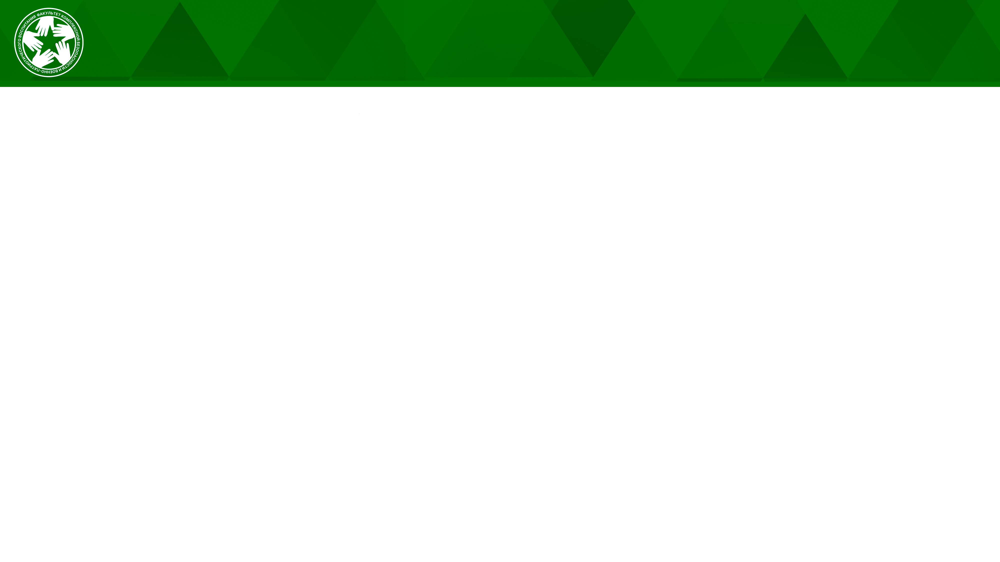 ФАКУЛЬТЕТ КОМПЛЕКСНОЙ БЕЗОПАСНОСТИ И ВОЕННО-ПАТРИОТИЧЕСКОГО ВОСПИТАНИЯ